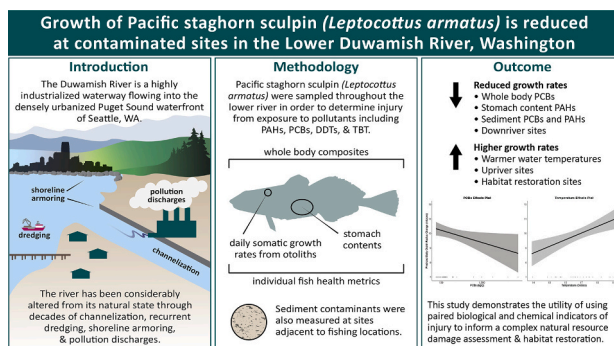 Growth of Pacific staghorn sculpin (Leptocottus armatus) is reduced
at contaminated sites in the Lower Duwamish River, Washington
Introduction
The Duwamish River is a highly
industrialized waterway flowing into the
densely urbanized Puget Sound waterfront
of Seattle, WA.
shoreline
armoring
pollution
discharges
dredging
channelization
The river has been considerably
altered from its natural state through
decades of channelization, recurrent
dredging, shoreline armoring,
& pollution discharges.
Methodology
Pacific staghorn sculpin (Leptocottus
armatus) were sampled throughout the
lower river in order to determine injury
from exposure to pollutants including
PAHs, PCBs, DDTs, & TBT.
whole body composites
daily somatic growth
rates from otoliths
stomach
contents
individual fish health metrics
Sediment contaminants were
also measured at sites
adjacent to fishing locations.
Outcome
Reduced growth rates
• Whole body PCBs
• Stomach content PAHs
• Sediment PCBs and PAHs
• Downriver sites
Higher growth rates
• Warmer water temperatures
• Upriver sites
• Habitat restoration sites
PCBs Effects Plot
Temperature Effects Plot
This study demonstrates the utility of using
paired biological and chemical indicators of
injury to inform a complex natural resource
damage assessment & habitat restoration.